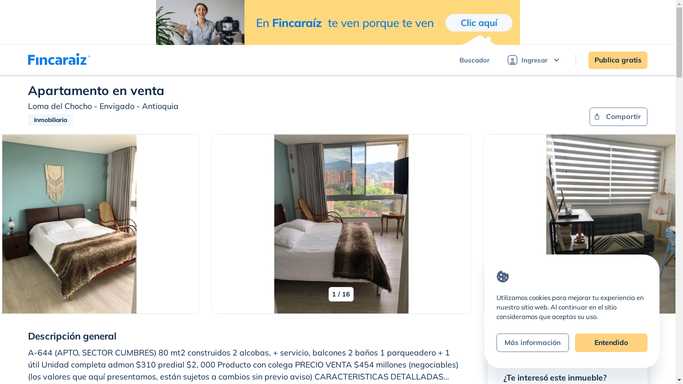 En Fincaraíz te ven porque te ven
Clic aquí
Fincaraíz
Buscador
Ingresar
Publica gratis
Apartamento en venta
Loma del Chocho - Envigado - Antioquia
Inmobiliaria
Compartir
1 / 16
Utilizamos cookies para mejorar tu experiencia en
nuestro sitio web. Al continuar en el sitio
consideramos que aceptas su uso.
Más información
Entendido
Descripción general
A-644 (APTO, SECTOR CUMBRES) 80 mt2 construidos 2 alcobas, + servicio, balcones 2 baños 1 parqueadero + 1
útil Unidad completa admon $310 predial $2, 000 Producto con colega PRECIO VENTA $454 millones (negociables)
(los valores que aquí presentamos, están sujetos a cambios sin previo aviso) CARACTERISTICAS DETALLADAS...
¿Te interesó este inmueble?